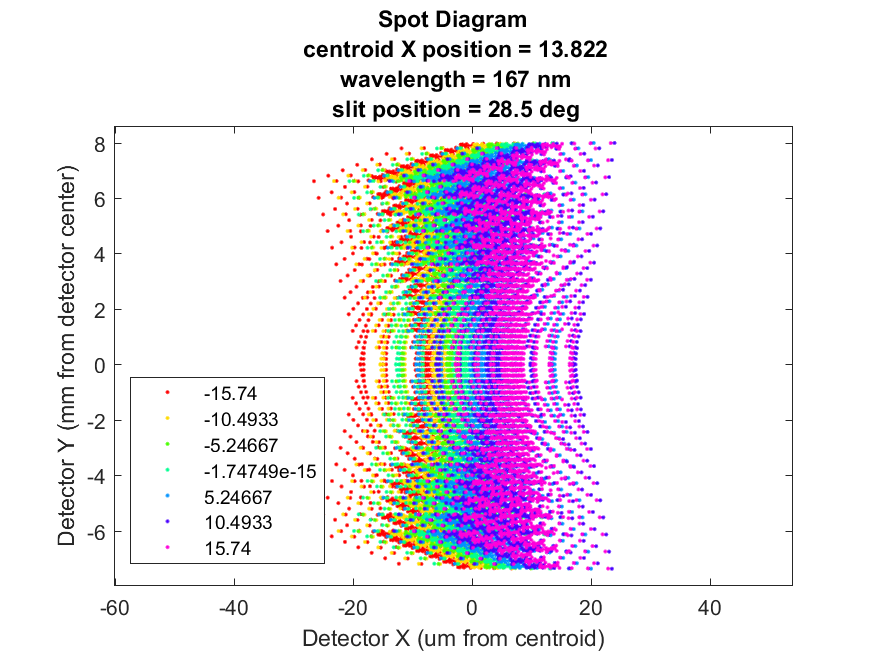 Spot Diagram
centroid X position = 13.822
wavelength = 167 nm
slit position = 28.5 deg
Detector Y (mm from detector center)
8
6
4
2
0
-2
-4
-6
-15.74
-10.4933
-5.24667
-1.74749e-15
5.24667
10.4933
15.74
-60
-40
-20
0
20
40
Detector X (um from centroid)